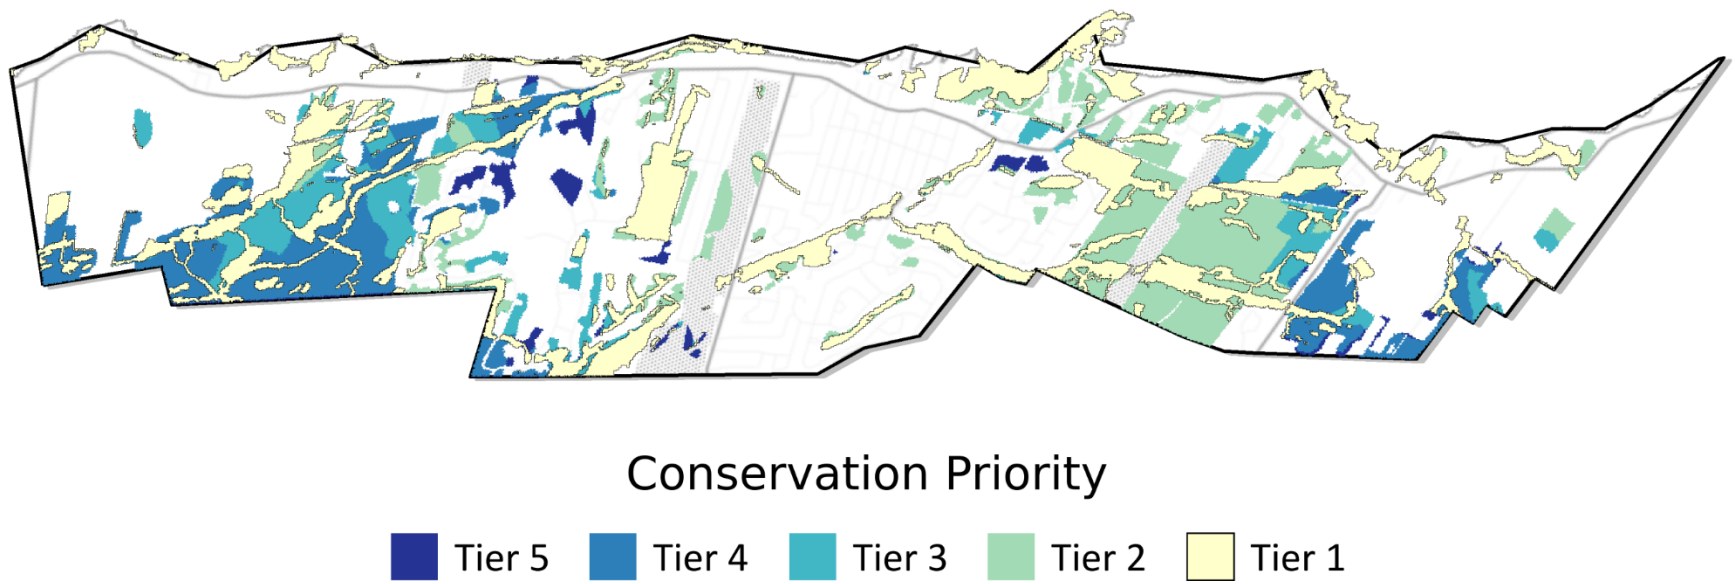 Conservation Priority
Tier 5 Tier 4 Tier 3 Tier 2 Tier 1